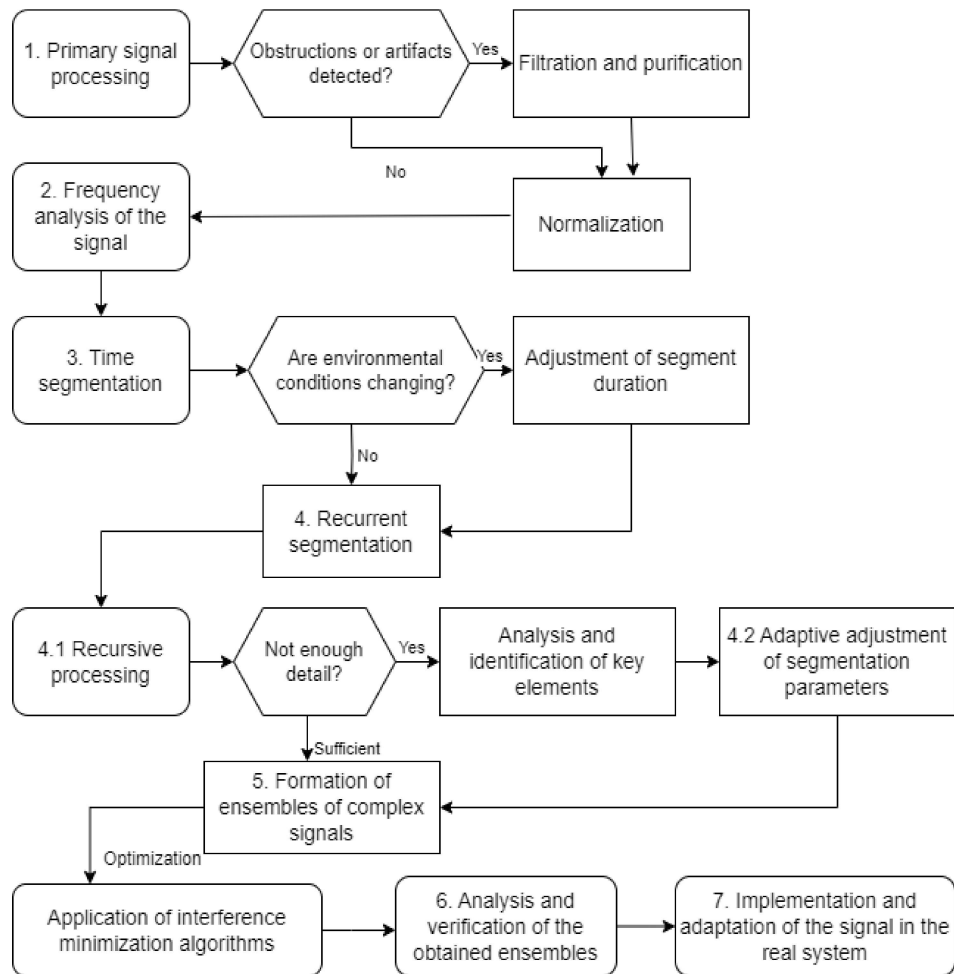 1. Primary signal
processing
Obstructions or artifacts
detected?
Yes
Filtration and purification
No
2. Frequency
analysis of the
signal
Normalization
3. Time
segmentation
Are environmental
conditions changing?
Yes
Adjustment of segment
duration
No
4. Recurrent
segmentation
4.1 Recursive
processing
Not enough
detail?
Yes
Analysis and
identification of key
elements
4.2 Adaptive adjustment
of segmentation
parameters
Sufficient
5. Formation of
ensembles of complex
signals
Optimization
Application of interference
minimization algorithms
6. Analysis and
verification of the
obtained ensembles
7. Implementation and
adaptation of the signal in the
real system